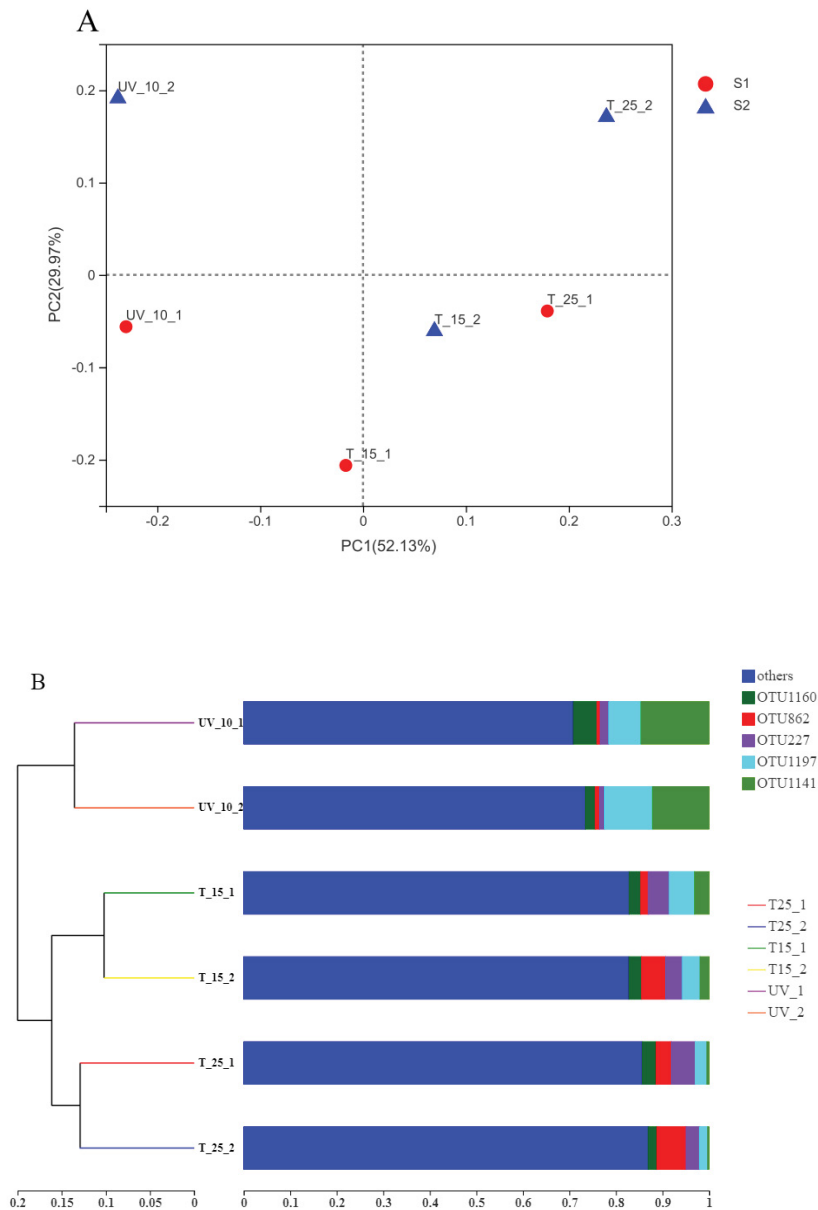 A
S1
S2
UV_10_2
T_25_2
UV_10_1
T_25_1
T_15_2
T_15_1
0.2
0.1
0
-0.1
-0.2
PC2(29.97%)
-0.2
-0.1
0
0.1
0.2
0.3
PC1(52.13%)
B
others
OTU1160
OTU862
OTU227
OTU1197
OTU1141
UV_10_1
UV_10_2
T_15_1
T_15_2
T_25_1
T_25_2
T25_1
T25_2
T15_1
T15_2
UV_1
UV_2
0.2 0.15 0.1 0.05 0
0 0.1 0.2 0.3 0.4 0.5 0.6 0.7 0.8 0.9 1